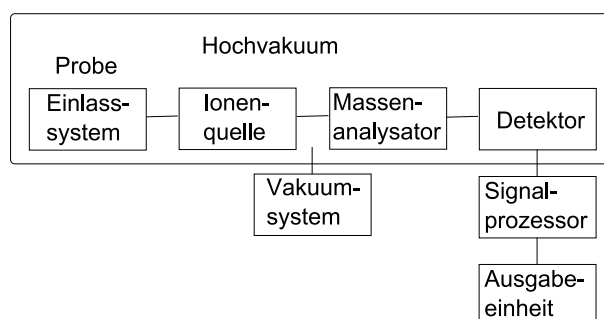 Hochvakuum
Probe
Einlass-
system
Ionen-
quelle
Massen-
analysator
Detektor
Vakuum-
system
Signal-
prozessor
Ausgabe-
einheit